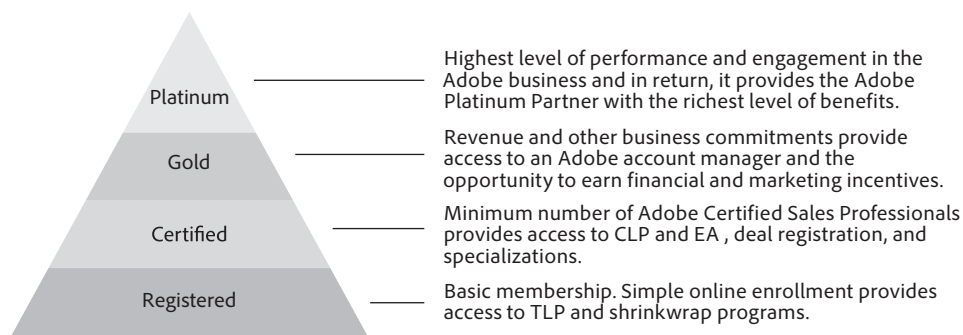 Platinum
Highest level of performance and engagement in the
Adobe business and in return, it provides the Adobe
Platinum Partner with the richest level of benefits.
Gold
Revenue and other business commitments provide
access to an Adobe account manager and the
opportunity to earn financial and marketing incentives.
Certified
Minimum number of Adobe Certified Sales Professionals
provides access to CLP and EA , deal registration, and
specializations.
Registered
Basic membership. Simple online enrollment provides
access to TLP and shrinkwrap programs.